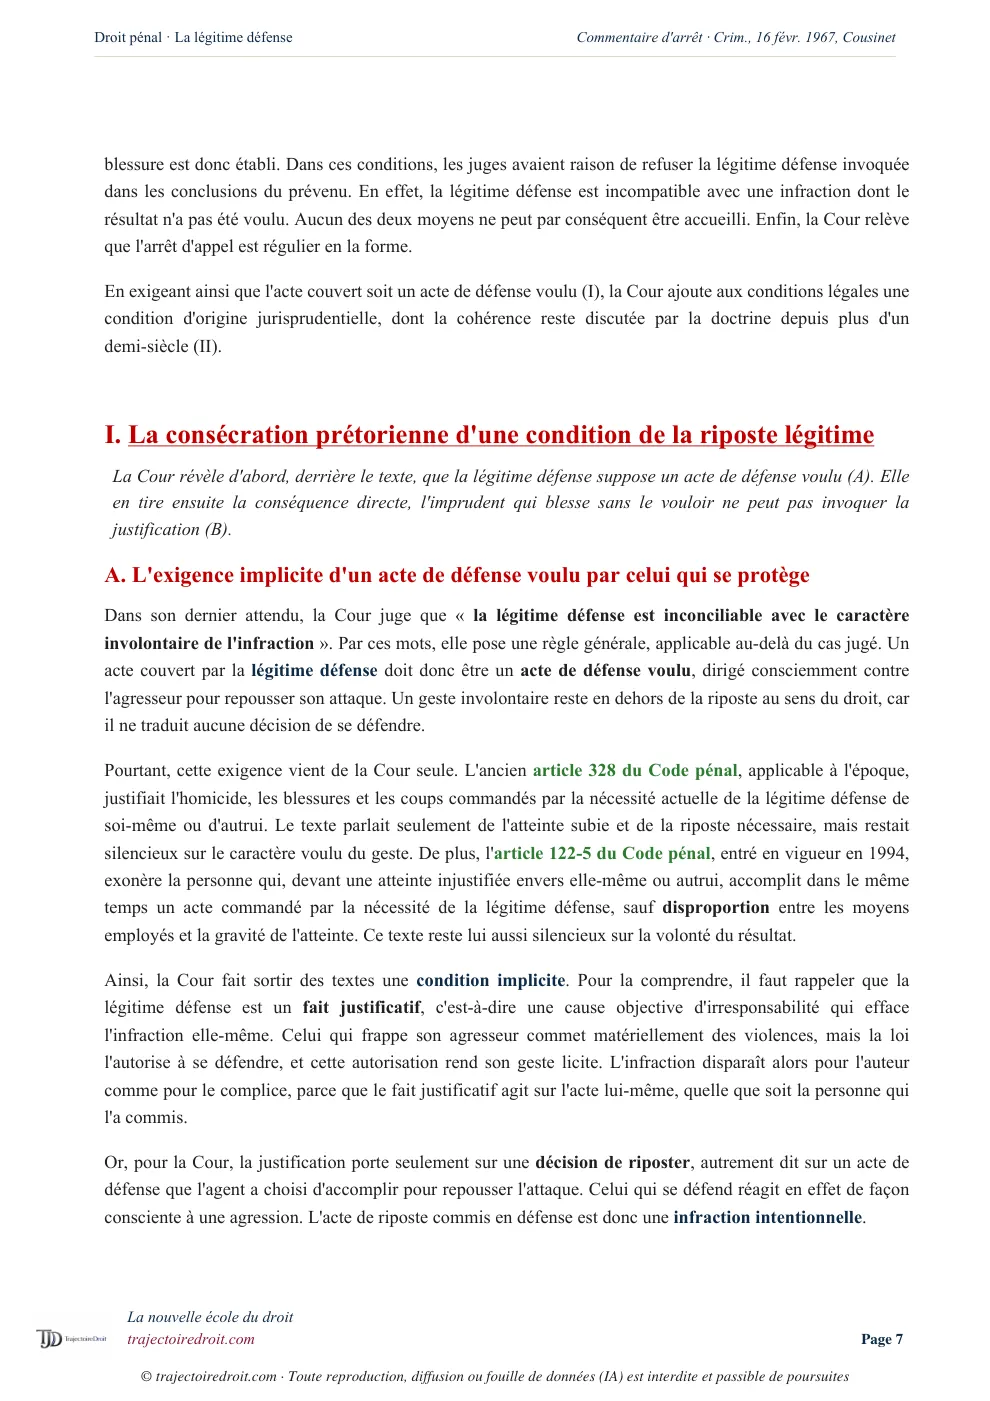 Droit pénal · La légitime défense
Commentaire d'arrêt · Crim., 16 févr. 1967, Cousinet
blessure est donc établi. Dans ces conditions, les juges avaient raison de refuser la légitime défense invoquée
dans les conclusions du prévenu. En effet, la légitime défense est incompatible avec une infraction dont le
résultat n'a pas été voulu. Aucun des deux moyens ne peut par conséquent être accueilli. Enfin, la Cour relève
que l'arrêt d'appel est régulier en la forme.
En exigeant ainsi que l'acte couvert soit un acte de défense voulu (I), la Cour ajoute aux conditions légales une
condition d'origine jurisprudentielle, dont la cohérence reste discutée par la doctrine depuis plus d'un
demi-siècle (II).
I. La consécration prétorienne d'une condition de la riposte légitime
La Cour révèle d'abord, derrière le texte, que la légitime défense suppose un acte de défense voulu (A). Elle
en tire ensuite la conséquence directe, l'imprudent qui blesse sans le vouloir ne peut pas invoquer la
justification (B).
A. L'exigence implicite d'un acte de défense voulu par celui qui se protège
Dans son dernier attendu, la Cour juge que « la légitime défense est inconciliable avec le caractère
involontaire de l'infraction ». Par ces mots, elle pose une règle générale, applicable au-delà du cas jugé. Un
acte couvert par la légitime défense doit donc être un acte de défense voulu, dirigé consciemment contre
l'agresseur pour repousser son attaque. Un geste involontaire reste en dehors de la riposte au sens du droit, car
il ne traduit aucune décision de se défendre.
Pourtant, cette exigence vient de la Cour seule. L'ancien article 328 du Code pénal, applicable à l'époque,
justifiait l'homicide, les blessures et les coups commandés par la nécessité actuelle de la légitime défense de
soi-même ou d'autrui. Le texte parlait seulement de l'atteinte subie et de la riposte nécessaire, mais restait
silencieux sur le caractère voulu du geste. De plus, l'article 122-5 du Code pénal, entré en vigueur en 1994,
exonère la personne qui, devant une atteinte injustifiée envers elle-même ou autrui, accomplit dans le même
temps un acte commandé par la nécessité de la légitime défense, sauf disproportion entre les moyens
employés et la gravité de l'atteinte. Ce texte reste lui aussi silencieux sur la volonté du résultat.
Ainsi, la Cour fait sortir des textes une condition implicite. Pour la comprendre, il faut rappeler que la
légitime défense est un fait justificatif, c'est-à-dire une cause objective d'irresponsabilité qui efface
l'infraction elle-même. Celui qui frappe son agresseur commet matériellement des violences, mais la loi
l'autorise à se défendre, et cette autorisation rend son geste licite. L'infraction disparaît alors pour l'auteur
comme pour le complice, parce que le fait justificatif agit sur l'acte lui-même, quelle que soit la personne qui
l'a commis.
Or, pour la Cour, la justification porte seulement sur une décision de riposter, autrement dit sur un acte de
défense que l'agent a choisi d'accomplir pour repousser l'attaque. Celui qui se défend réagit en effet de façon
consciente à une agression. L'acte de riposte commis en défense est donc une infraction intentionnelle.
La nouvelle école du droit
TJD TrajectoireDroit
trajectoiredroit.com
Page 7
© trajectoiredroit.com · Toute reproduction, diffusion ou fouille de données (IA) est interdite et passible de poursuites